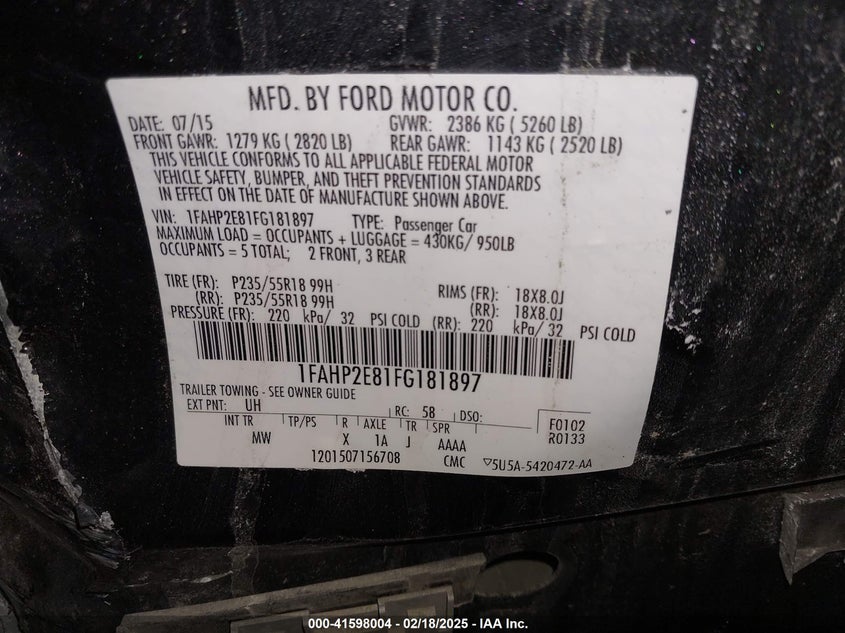 MFD. BY FORD MOTOR CO.
DATE: 07/15 GVWR: 2386 KG ( 5260 LB)
FRONT GAWR: 1279 KG ( 2820 LB) REAR GAWR: 1143 KG ( 2520 LB)
THIS VEHICLE CONFORMS TO ALL APPLICABLE FEDERAL MOTOR
VEHICLE SAFETY, BUMPER, AND THEFT PREVENTION STANDARDS
IN EFFECT ON THE DATE OF MANUFACTURE SHOWN ABOVE.
VIN: 1FAHP2E81FG181897 TYPE: Passenger Car
MAXIMUM LOAD = OCCUPANTS + LUGGAGE = 430KG/ 950LB
OCCUPANTS = 5 TOTAL; 2 FRONT, 3 REAR
TIRE (FR): P235/55R18 99H RIMS (FR): 18X8.0J
(RR): P235/55R18 99H (RR): 18X8.0J
PRESSURE (FR): 220 kPa/ 32 PSI COLD (RR): 220 kPa/ 32 PSI COLD
1FAHP2E81FG181897
TRAILER TOWING - SEE OWNER GUIDE
EXT PNT: UH RC: 58 DSO: F0102
INT TR TP/PS R AXLE TR SPR R0133
MW X 1A J AAAA
1201507156708 CMC ▽5U5A-5420472-AA
000-41598004 - 02/18/2025 - IAA Inc.